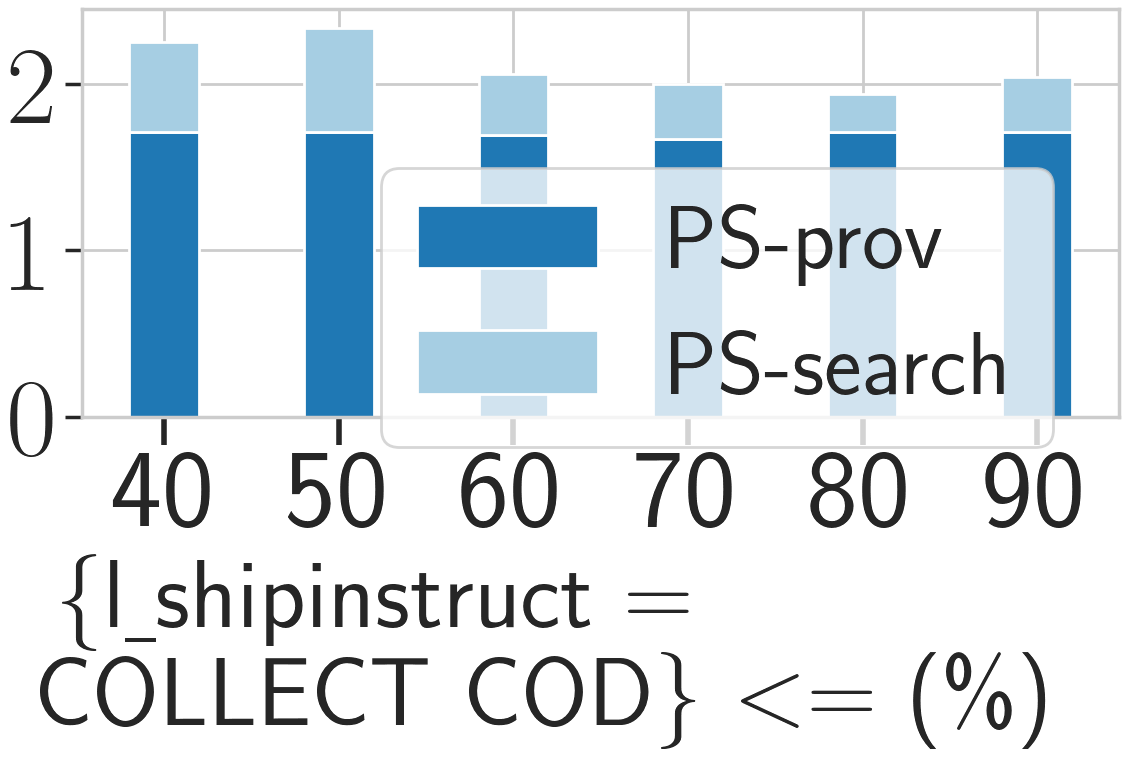 2
1
0
PS-prov
PS-search
40 50 60 70 80 90
{l_shipinstruct =
COLLECT COD} <= (%)